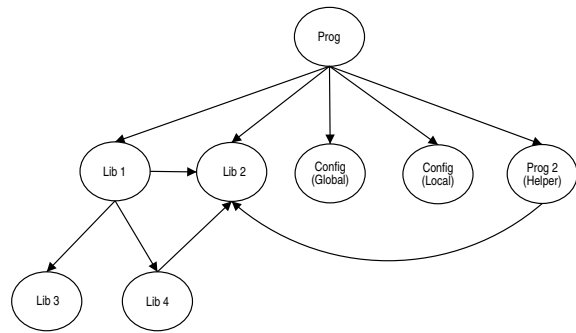 Prog
Lib 1
Lib 2
Config
(Global)
Config
(Local)
Prog 2
(Helper)
Lib 3
Lib 4